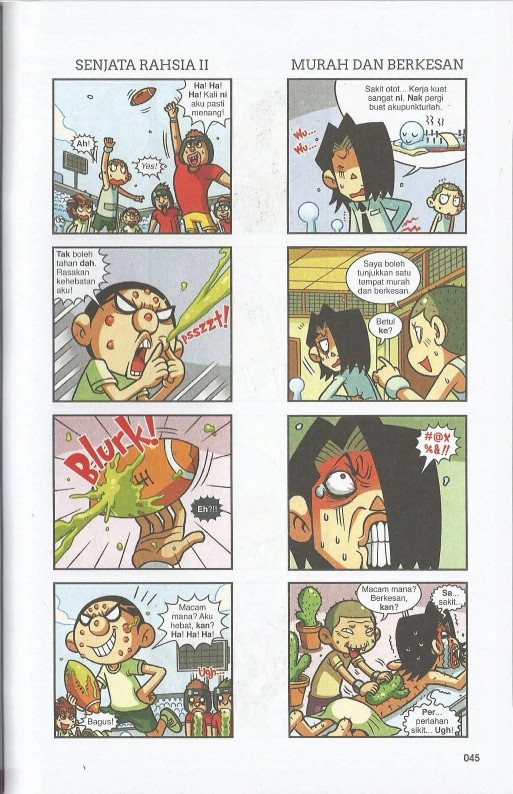 SENJATA RAHSIA II
Ha! Ha!
Ha! Kali ni
aku pasti
menang!
Ah!
Yes!
Tak boleh
tahan dah.
Rasakan
kehebatan
aku!
psszzt!
Blurk!
Eh?!!
Macam
mana? Aku
hebat, kan?
Ha! Ha! Ha!
Ugh...
Bagus!
MURAH DAN BERKESAN
Sakit otot... Kerja kuat
sangat ni. Nak pergi
buat akupunkturlah.
Wu...
Wu...
Saya boleh
tunjukkan satu
tempat murah
dan berkesan.
Betul
ke?
#@%
%&!!
Macam mana?
Berkesan,
kan?
Sa...
sakit...
Per...
perlahan
sikit... Ugh!
045